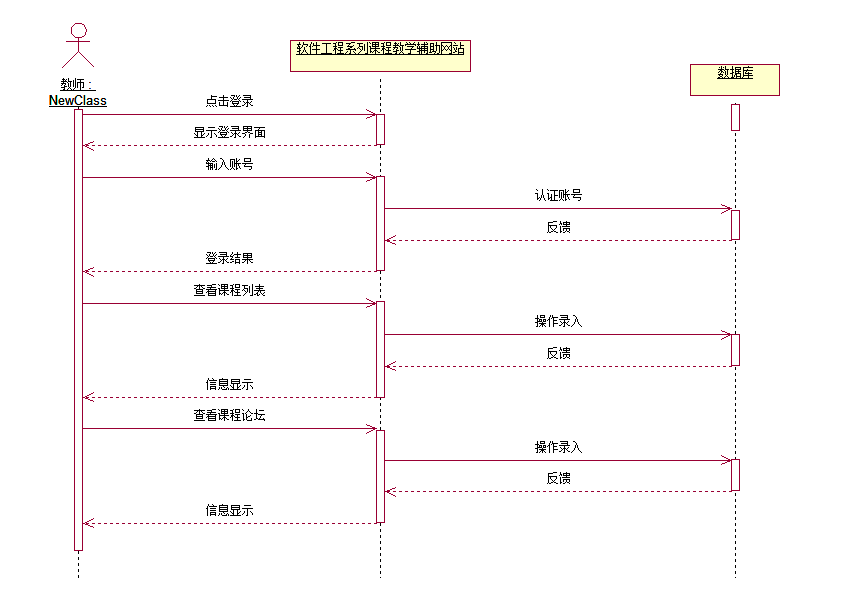 软件工程系列课程教学辅助网站
数据库
教师：
NewClass
点击登录
显示登录界面
输入账号
认证账号
反馈
登录结果
查看课程列表
操作录入
反馈
信息显示
查看课程论坛
操作录入
反馈
信息显示